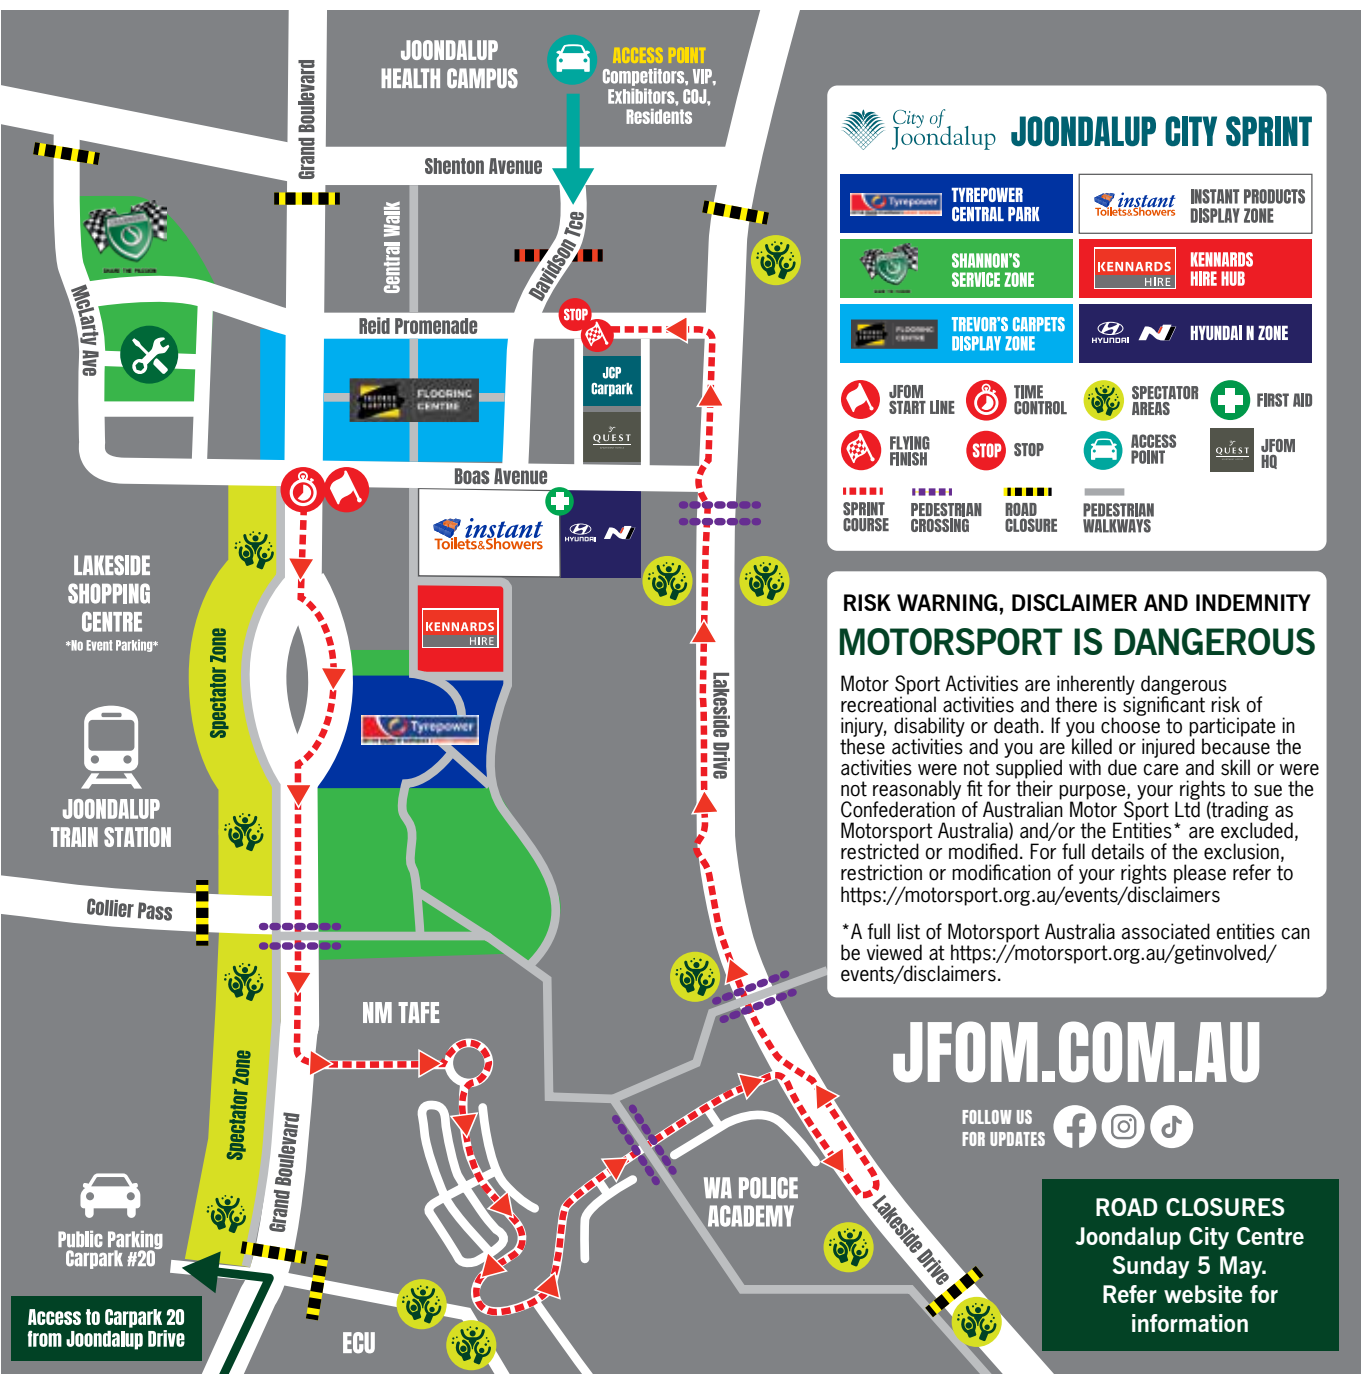 JOONDALUP
HEALTH CAMPUS
ACCESS POINT
Competitors, VIP,
Exhibitors, COJ,
Residents
Grand Boulevard
Shenton Avenue
Central Walk
Davidson Tce
McLarty Ave
Reid Promenade
STOP
FLOORING
CENTRE
JCP
Carpark
QUEST
Boas Avenue
instant
Toilets&Showers
HYUNDAI
N
KENNARDS
HIRE
LAKESIDE
SHOPPING
CENTRE
*No Event Parking*
Spectator Zone
Tyrepower
Lakeside Drive
JOONDALUP
TRAIN STATION
Collier Pass
NM TAFE
Spectator Zone
Grand Boulevard
WA POLICE
ACADEMY
Lakeside Drive
Public Parking
Carpark #20
Access to Carpark 20
from Joondalup Drive
ECU
City of
Joondalup
JOONDALUP CITY SPRINT
Tyrepower
TYREPOWER
CENTRAL PARK
instant
Toilets&Showers
INSTANT PRODUCTS
DISPLAY ZONE
SHANNON'S
SERVICE ZONE
KENNARDS
HIRE
KENNARDS
HIRE HUB
FLOORING
CENTRE
TREVOR'S CARPETS
DISPLAY ZONE
HYUNDAI
N
HYUNDAI N ZONE
JFOM
START LINE
TIME
CONTROL
SPECTATOR
AREAS
FIRST AID
FLYING
FINISH
STOP
STOP
ACCESS
POINT
QUEST
JFOM
HQ
SPRINT
COURSE
PEDESTRIAN
CROSSING
ROAD
CLOSURE
PEDESTRIAN
WALKWAYS
RISK WARNING, DISCLAIMER AND INDEMNITY
MOTORSPORT IS DANGEROUS
Motor Sport Activities are inherently dangerous
recreational activities and there is significant risk of
injury, disability or death. If you choose to participate in
these activities and you are killed or injured because the
activities were not supplied with due care and skill or were
not reasonably fit for their purpose, your rights to sue the
Confederation of Australian Motor Sport Ltd (trading as
Motorsport Australia) and/or the Entities* are excluded,
restricted or modified. For full details of the exclusion,
restriction or modification of your rights please refer to
https://motorsport.org.au/events/disclaimers
*A full list of Motorsport Australia associated entities can
be viewed at https://motorsport.org.au/getinvolved/
events/disclaimers.
JFOM.COM.AU
FOLLOW US
FOR UPDATES
ROAD CLOSURES
Joondalup City Centre
Sunday 5 May.
Refer website for
information